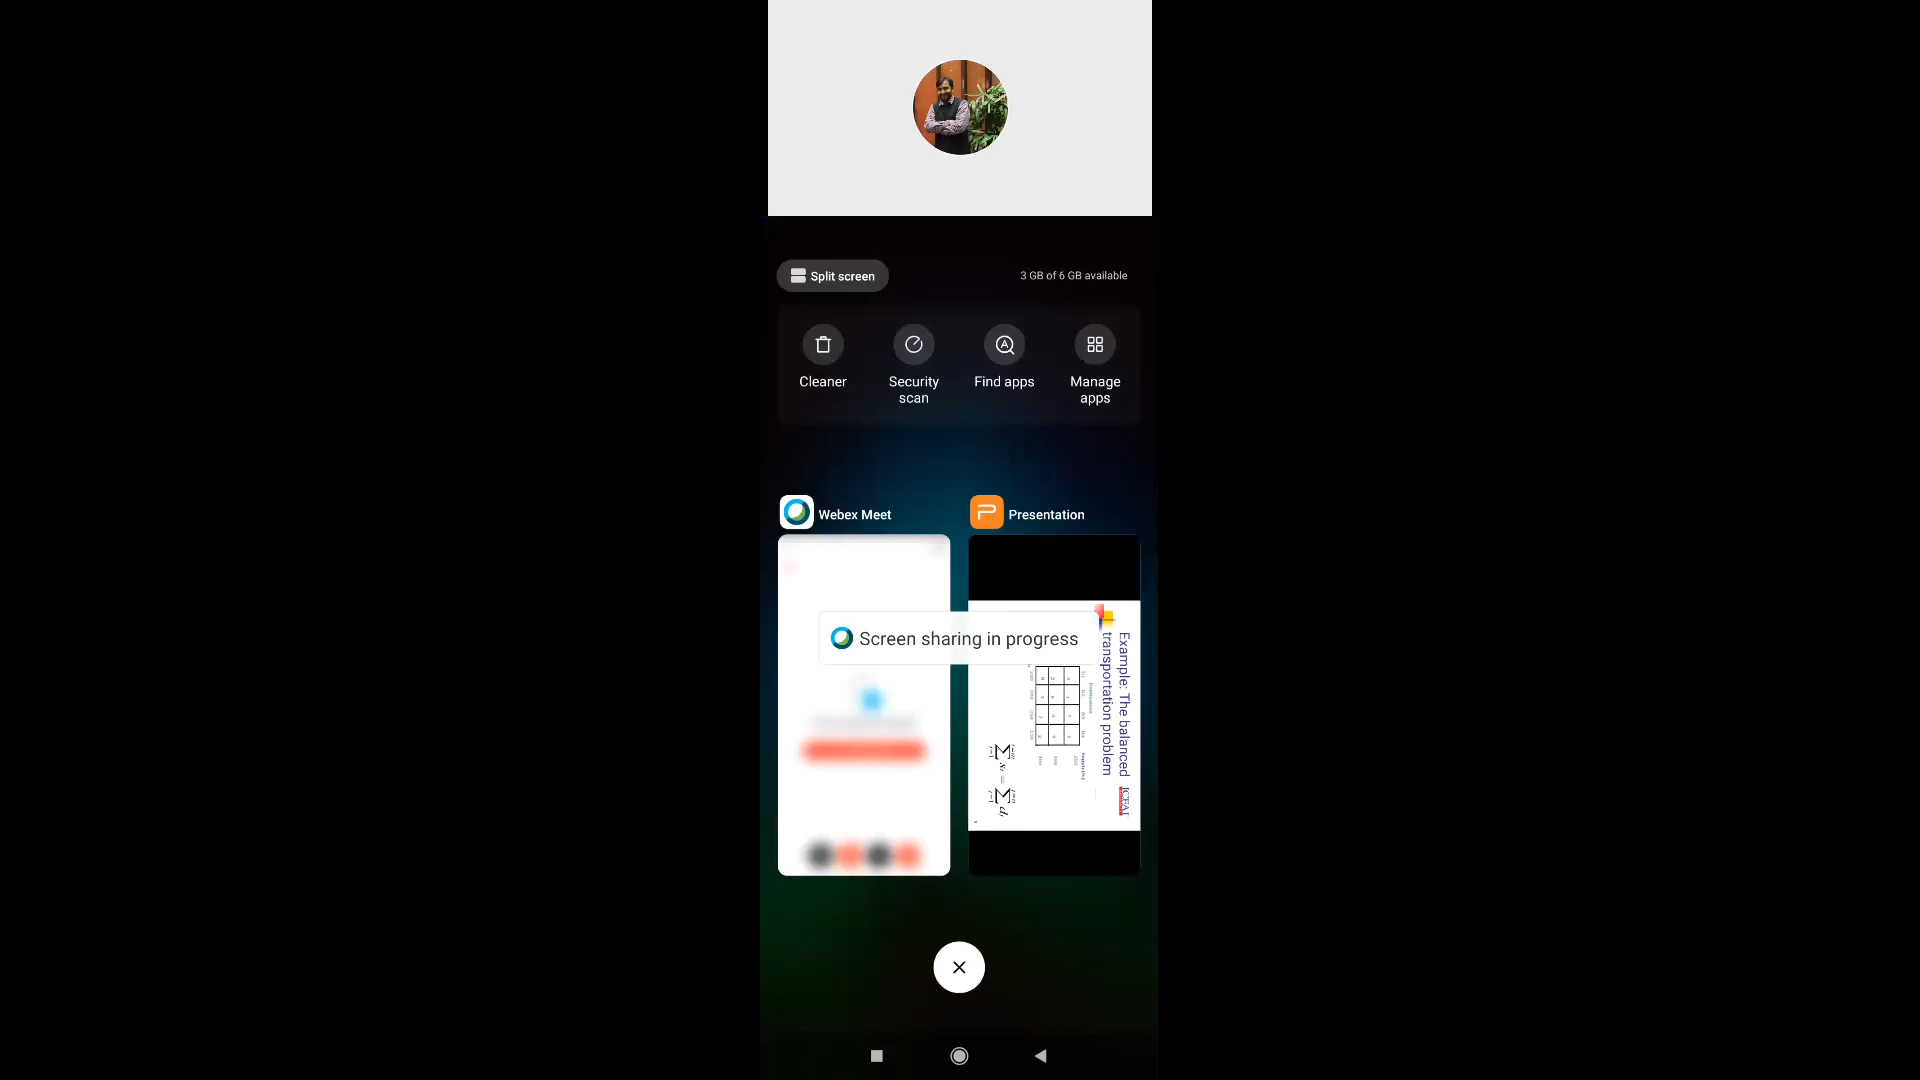 Split screen
3 GB of 6 GB available
Cleaner
Security
scan
Find apps
Manage
apps
Webex Meet
Presentation
Screen sharing in progress
Example: The balanced
transportation problem
ICFAI